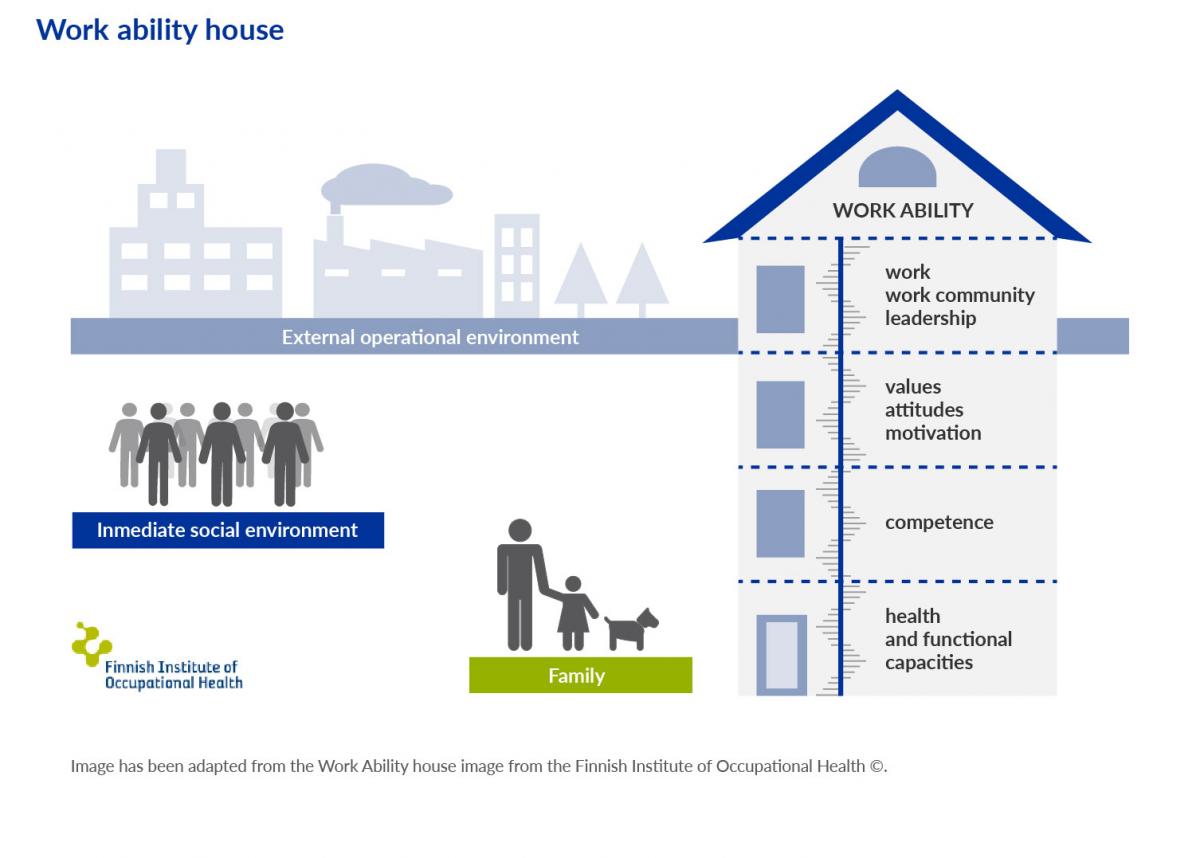 Work ability house
WORK ABILITY
work
work community
leadership
External operational environment
values
attitudes
motivation
Inmediate social environment
competence
health
and functional
capacities
Finnish Institute of
Occupational Health
Family
Image has been adapted from the Work Ability house image from the Finnish Institute of Occupational Health ©.